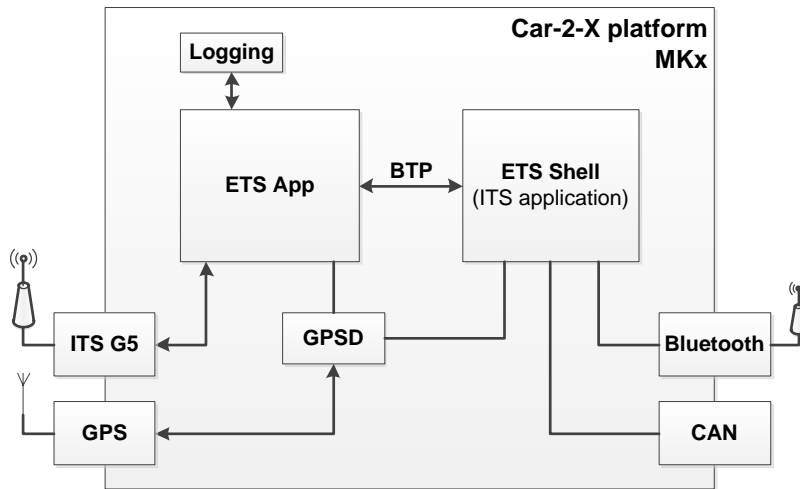 Car-2-X platform
MKx
Logging
ETS App
BTP
ETS Shell
(ITS application)
ITS G5
GPSD
Bluetooth
GPS
CAN